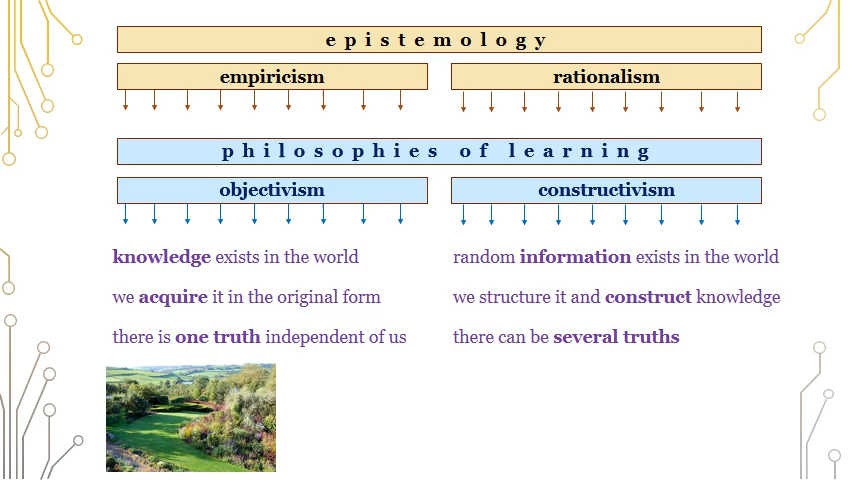 epistemology
empiricism
rationalism
philosophies of learning
objectivism
constructivism
knowledge exists in the world
random information exists in the world
we acquire it in the original form
we structure it and construct knowledge
there is one truth independent of us
there can be several truths